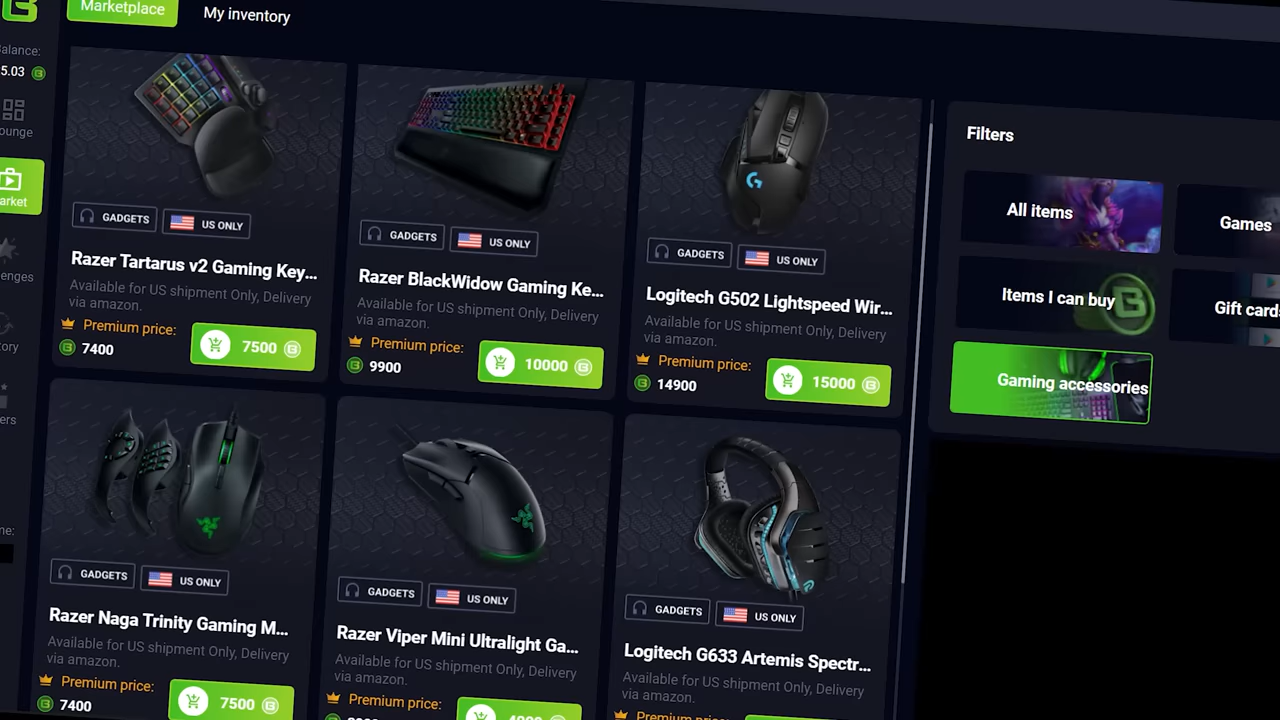 Marketplace
My inventory
Balance:
5.03
ounge
arket
enges
tory
ers
me:
GADGETS
US ONLY
Razer Tartarus v2 Gaming Key...
Available for US shipment Only, Delivery
via amazon.
Premium price:
7400
7500
GADGETS
US ONLY
Razer BlackWidow Gaming Ke...
Available for US shipment Only, Delivery
via amazon.
Premium price:
9900
10000
GADGETS
US ONLY
Logitech G502 Lightspeed Wir...
Available for US shipment Only, Delivery
via amazon.
Premium price:
14900
15000
GADGETS
US ONLY
Razer Naga Trinity Gaming M...
Available for US shipment Only, Delivery
via amazon.
Premium price:
7400
7500
GADGETS
US ONLY
Razer Viper Mini Ultralight Ga...
Available for US shipment Only, Delivery
via amazon.
Premium price:
GADGETS
US ONLY
Logitech G633 Artemis Spectr...
Available for US shipment Only, Delivery
via amazon.
Premium price:
Filters
All items
Games
Items I can buy
Gift cards
Gaming accessories